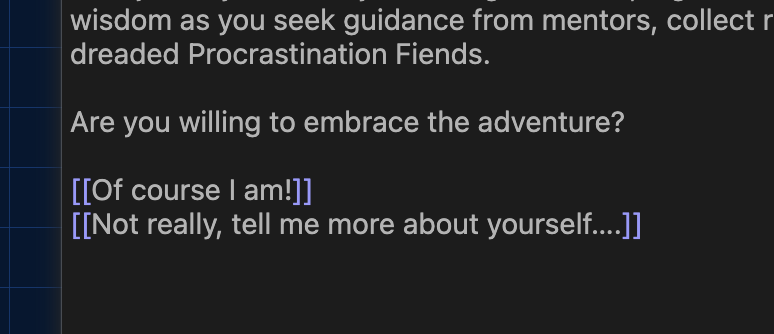 wisdom as you seek guidance from mentors, collect
dreaded Procrastination Fiends.
Are you willing to embrace the adventure?
[[Of course I am!]]
[[Not really, tell me more about yourself....]]